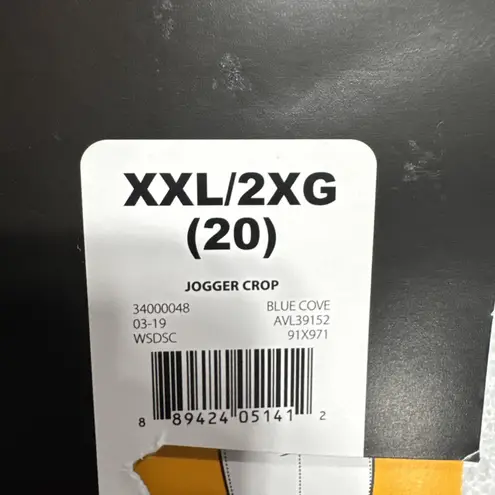 XXL/2XG
(20)
JOGGER CROP
34000048 BLUE COVE
03-19 AVL39152
WSDSC 91X971
8 89424 05141 2